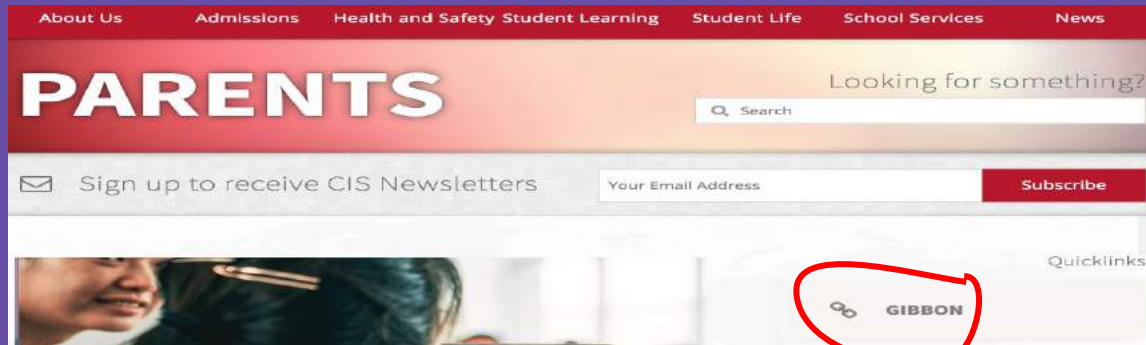 About Us Admissions Health and Safety Student Learning Student Life School Services News
PARENTS
Looking for something?
Search
Sign up to receive CIS Newsletters
Your Email Address
Subscribe
Quicklinks
GIBBON